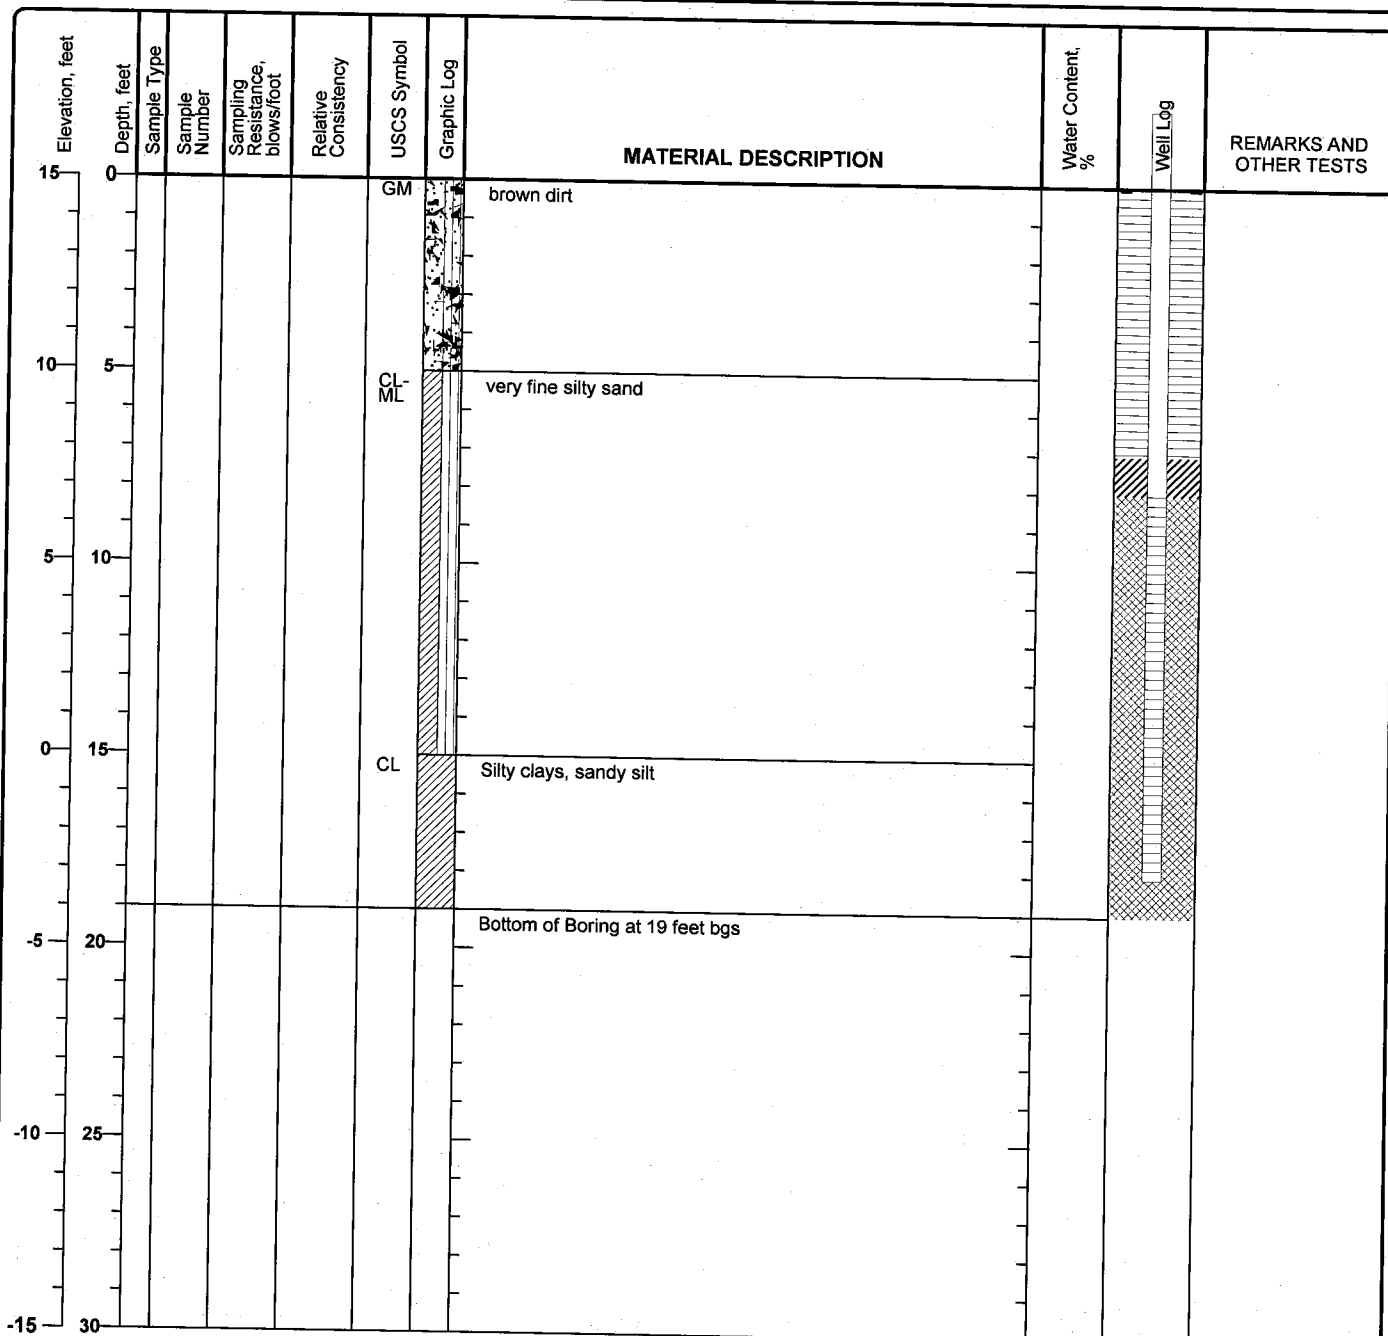 Elevation, feet
Depth, feet
Sample Type
Sample
Number
Sampling
Resistance,
blows/foot
Relative
Consistency
USCS Symbol
Graphic Log
MATERIAL DESCRIPTION
Water Content,
%
Well Log
REMARKS AND
OTHER TESTS
15 0
GM brown dirt
10 5
CL-
ML
very fine silty sand
5 10
0 15
CL Silty clays, sandy silt
Bottom of Boring at 19 feet bgs
-5 20
-10 25
-15 30